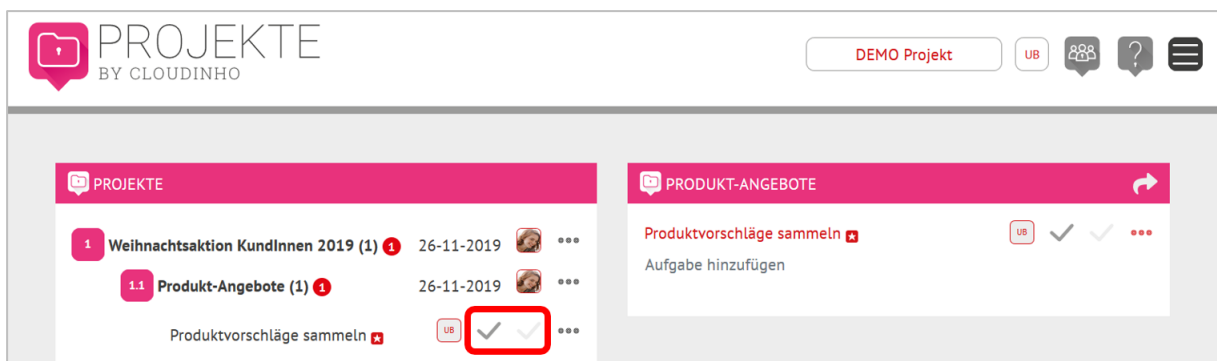 PROJEKTE
BY CLOUDINHO
DEMO Projekt
UB
?
PROJEKTE
1 Weihnachtsaktion KundInnen 2019 (1) 1 26-11-2019
1.1 Produkt-Angebote (1) 1 26-11-2019
Produktvorschläge sammeln UB
PRODUKT-ANGEBOTE
Produktvorschläge sammeln UB
Aufgabe hinzufügen